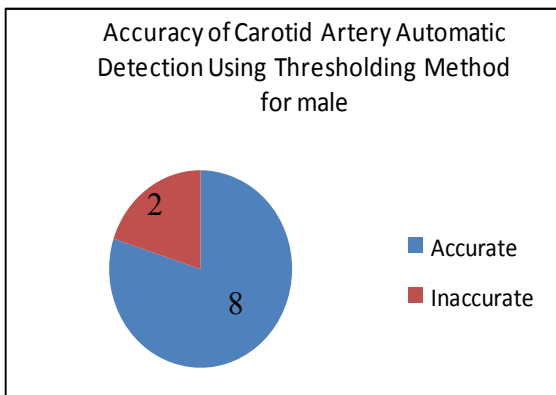 Accuracy of Carotid Artery Automatic
Detection Using Thresholding Method
for male
2
8
Accurate
Inaccurate